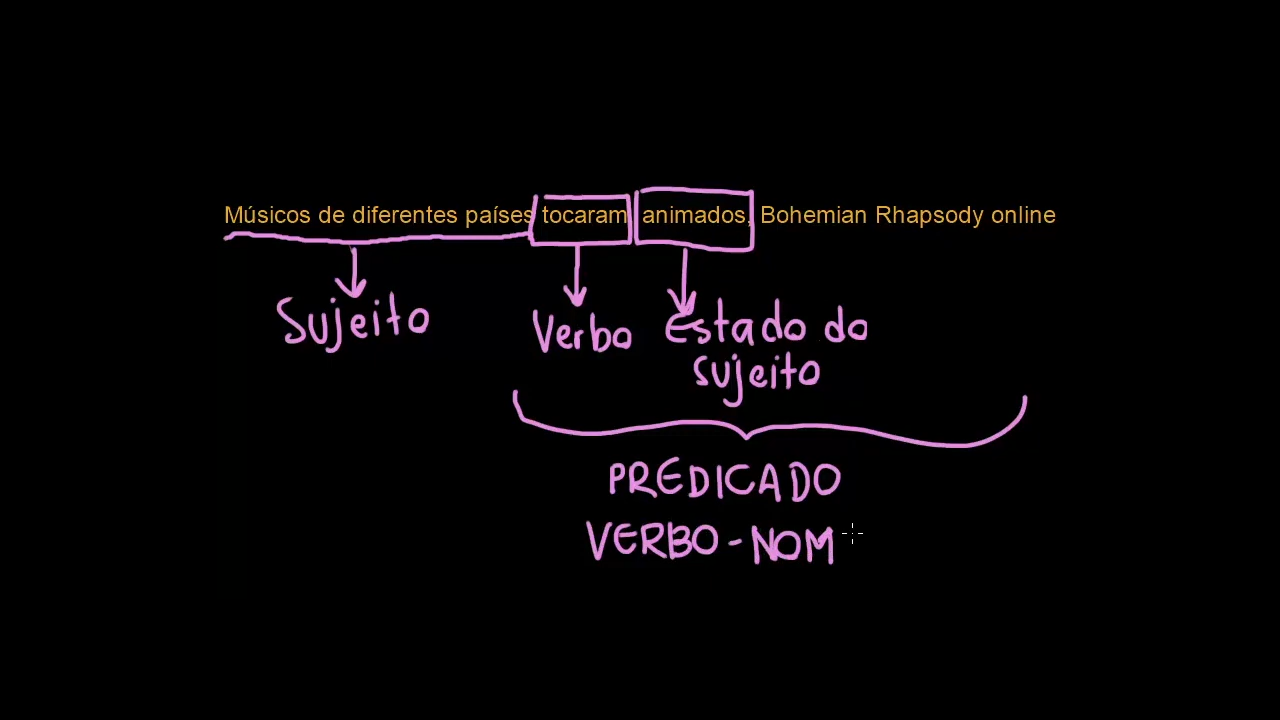 Músicos de diferentes países tocaram, animados, Bohemian Rhapsody online
Sujeito
Verbo
Estado do
sujeito
PREDICADO
VERBO-NOM